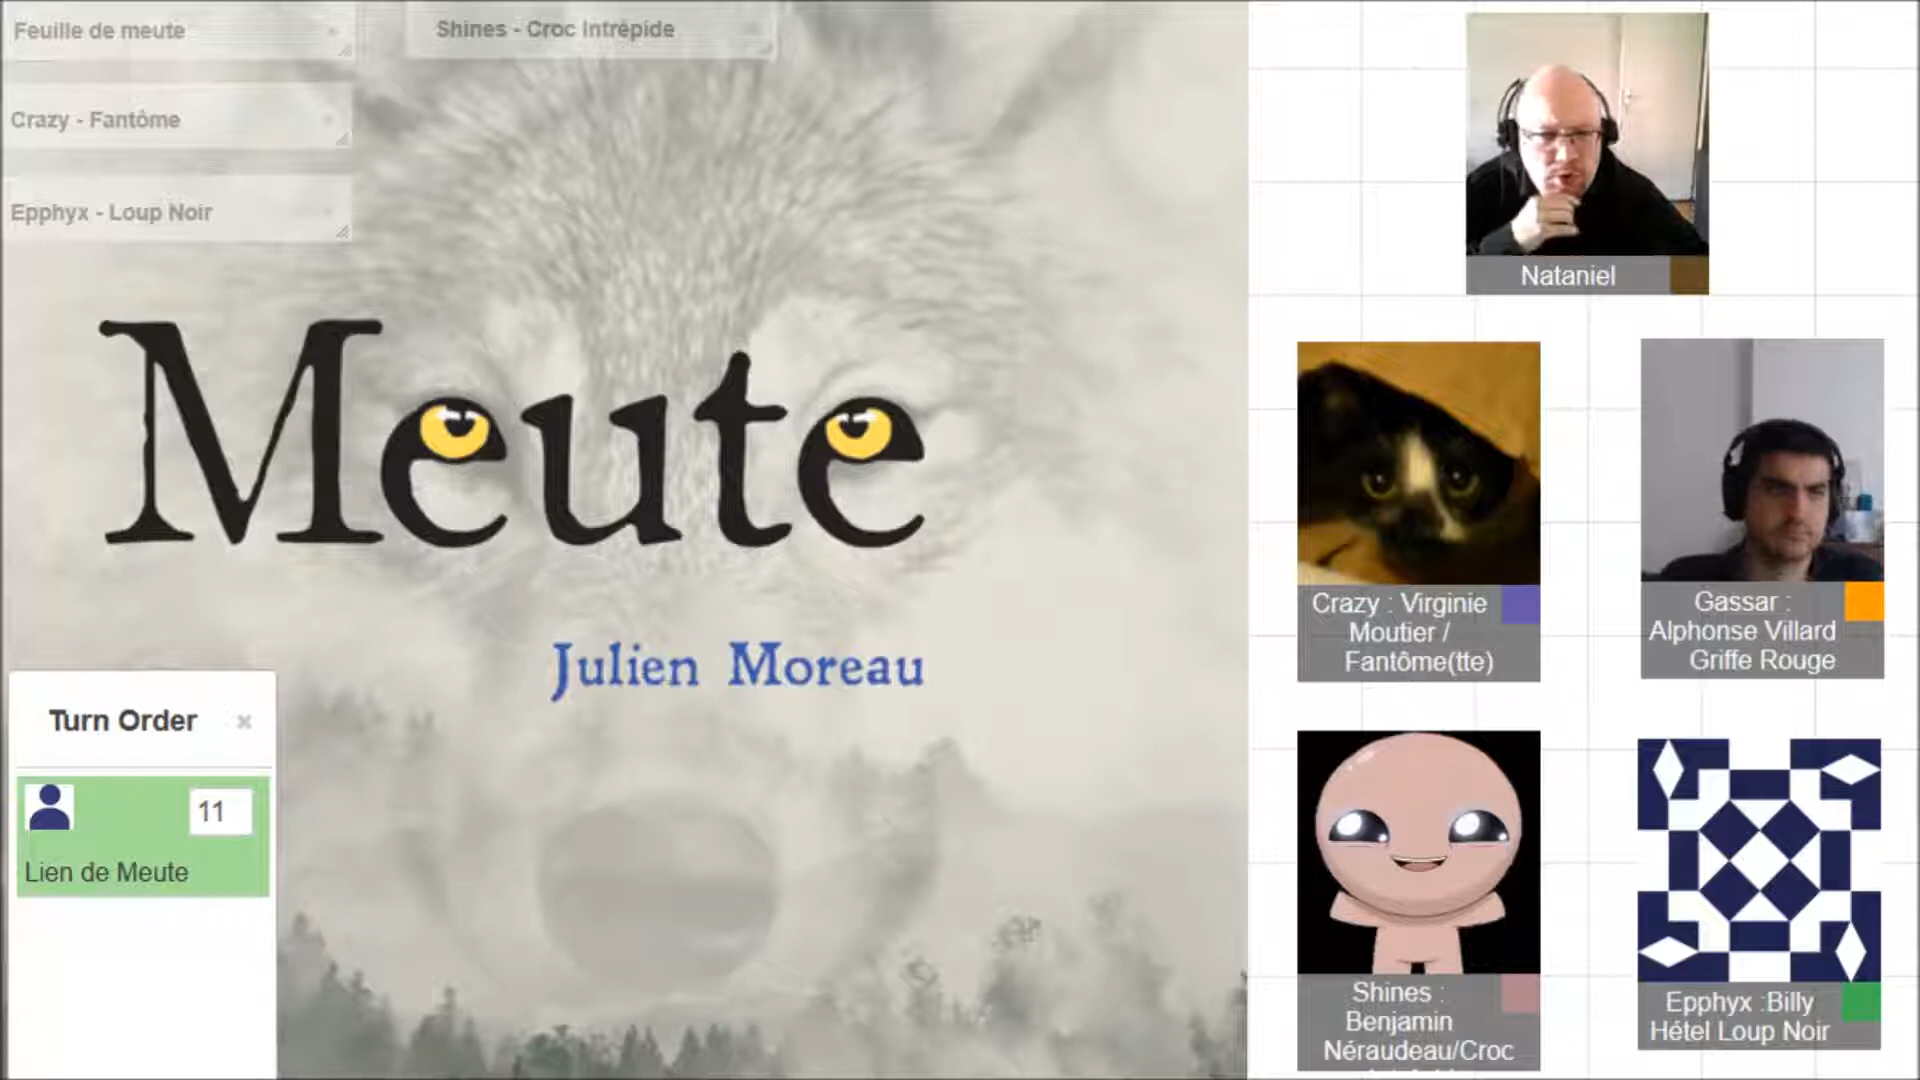 Feuille de meute
Shines - Croc Intrépide
Crazy - Fantôme
Epphyx - Loup Noir
Meute
Julien Moreau
Turn Order
11
Lien de Meute
Nataniel
Crazy : Virginie
Moutier /
Fantôme(tte)
Gassar :
Alphonse Villard
Griffe Rouge
Shines :
Benjamin
Néraudeau/Croc
Epphyx :Billy
Hétel Loup Noir